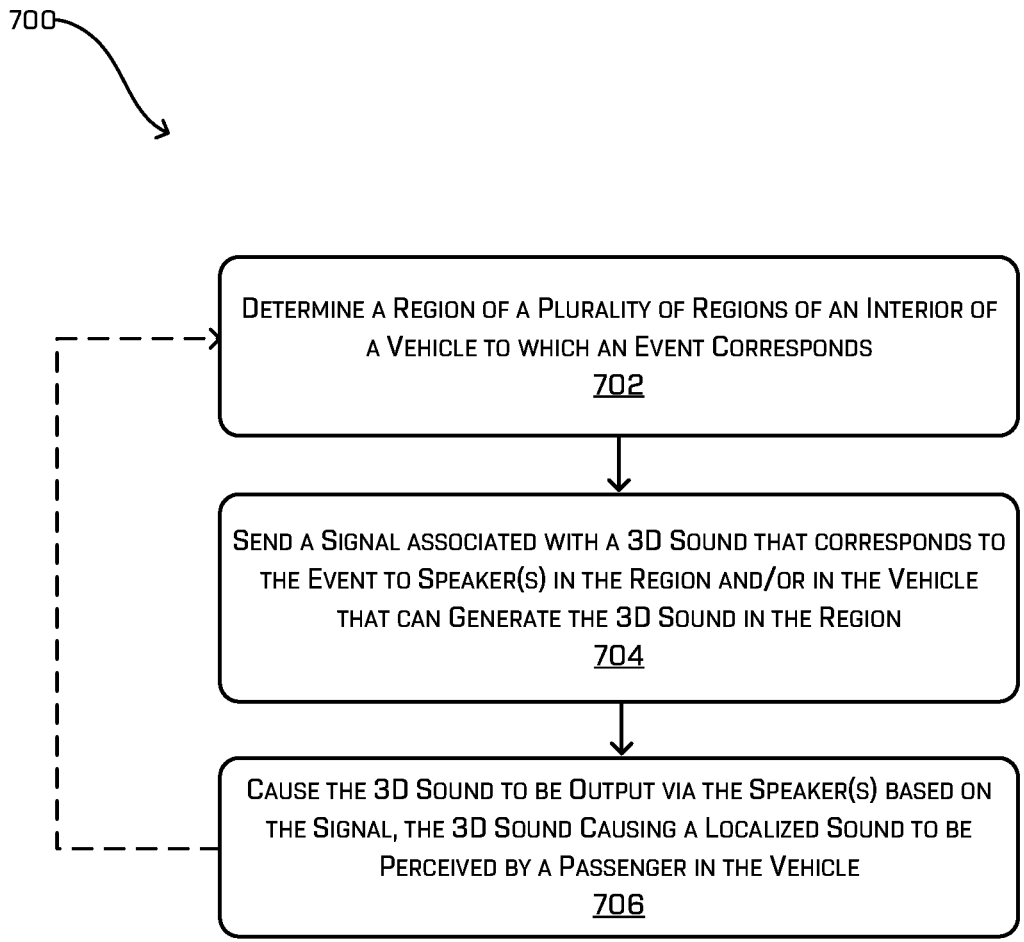 700
Determine a Region of a Plurality of Regions of an Interior of
a Vehicle to which an Event Corresponds
702
Send a Signal associated with a 3D Sound that corresponds to
the Event to Speaker(s) in the Region and/or in the Vehicle
that can Generate the 3D Sound in the Region
704
Cause the 3D Sound to be Output via the Speaker(s) based on
the Signal, the 3D Sound Causing a Localized Sound to be
Perceived by a Passenger in the Vehicle
706